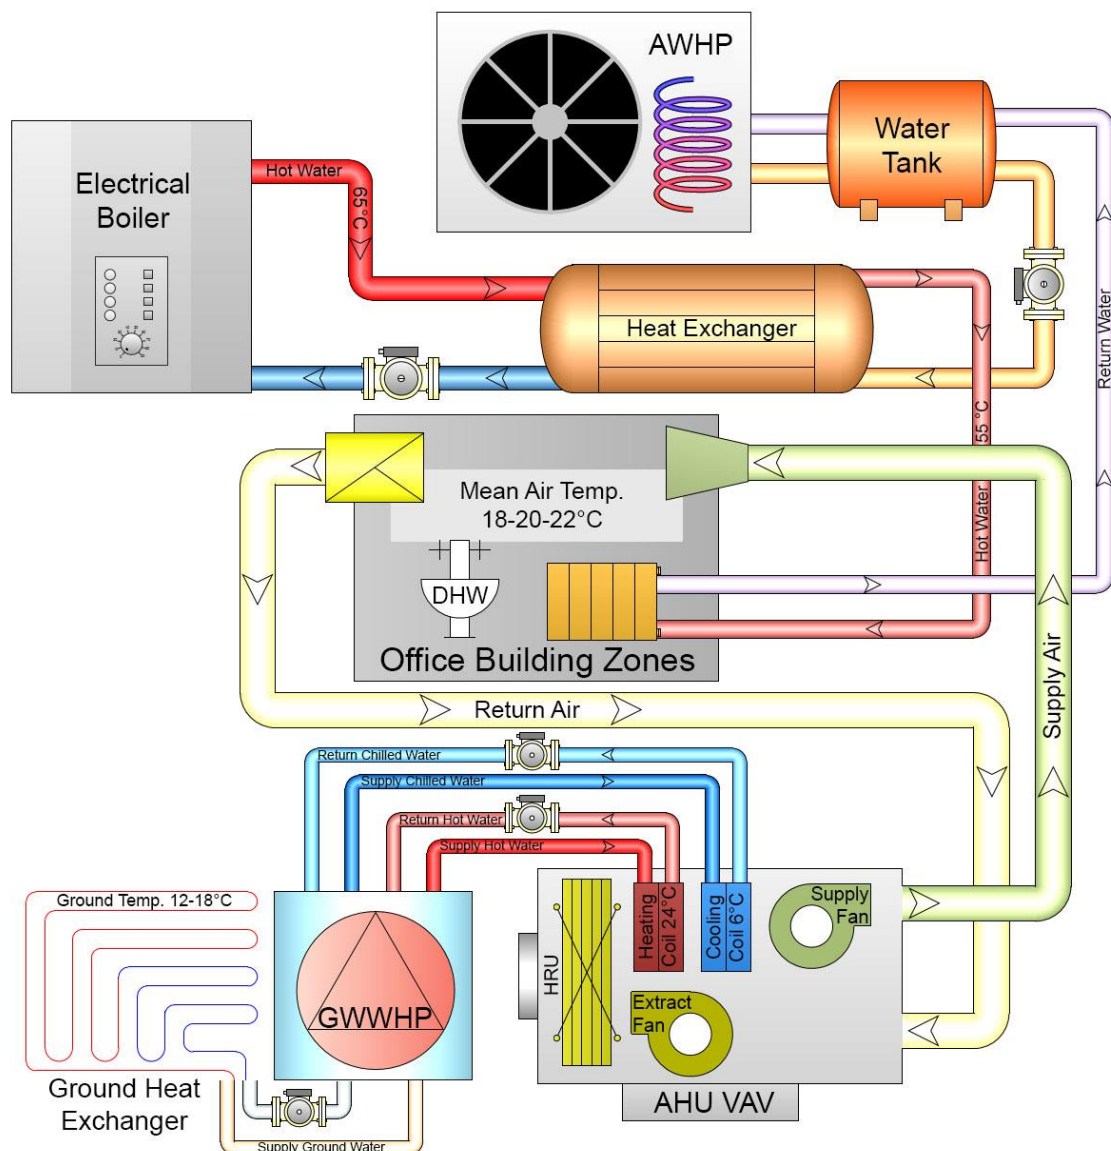 AWHP
Water
Tank
Electrical
Boiler
Hot Water
65°C
Heat Exchanger
Return Water
55 °C
Hot Water
Mean Air Temp.
18-20-22°C
DHW
Office Building Zones
Supply Air
Return Air
Return Chilled Water
Supply Chilled Water
Return Hot Water
Supply Hot Water
Ground Temp. 12-18°C
GWWHP
Ground Heat
Exchanger
Supply Ground Water
HRU
Heating
Coil 24°C
Cooling
Coil 6°C
Supply
Fan
Extract
Fan
AHU VAV